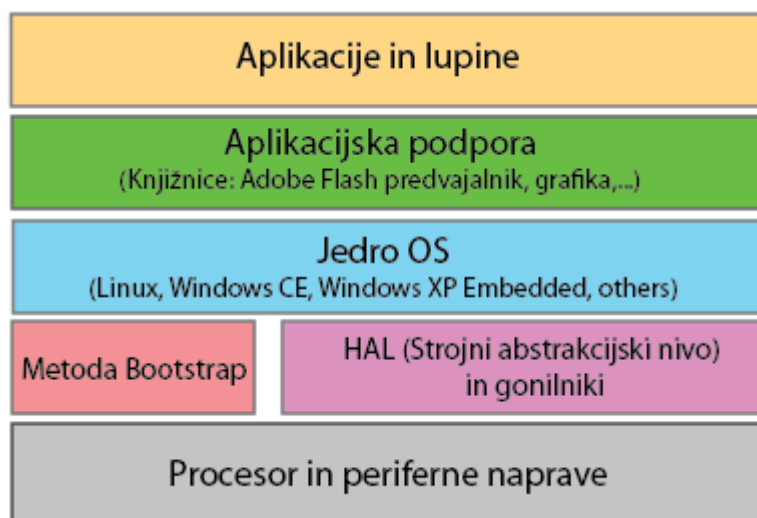 Aplikacije in lupine
Aplikacijska podpora
(Knjižnice: Adobe Flash predvajalnik, grafika,...)
Jedro OS
(Linux, Windows CE, Windows XP Embedded, others)
Metoda Bootstrap
HAL (Strojni abstrakcijski nivo)
in gonilniki
Procesor in periferne naprave